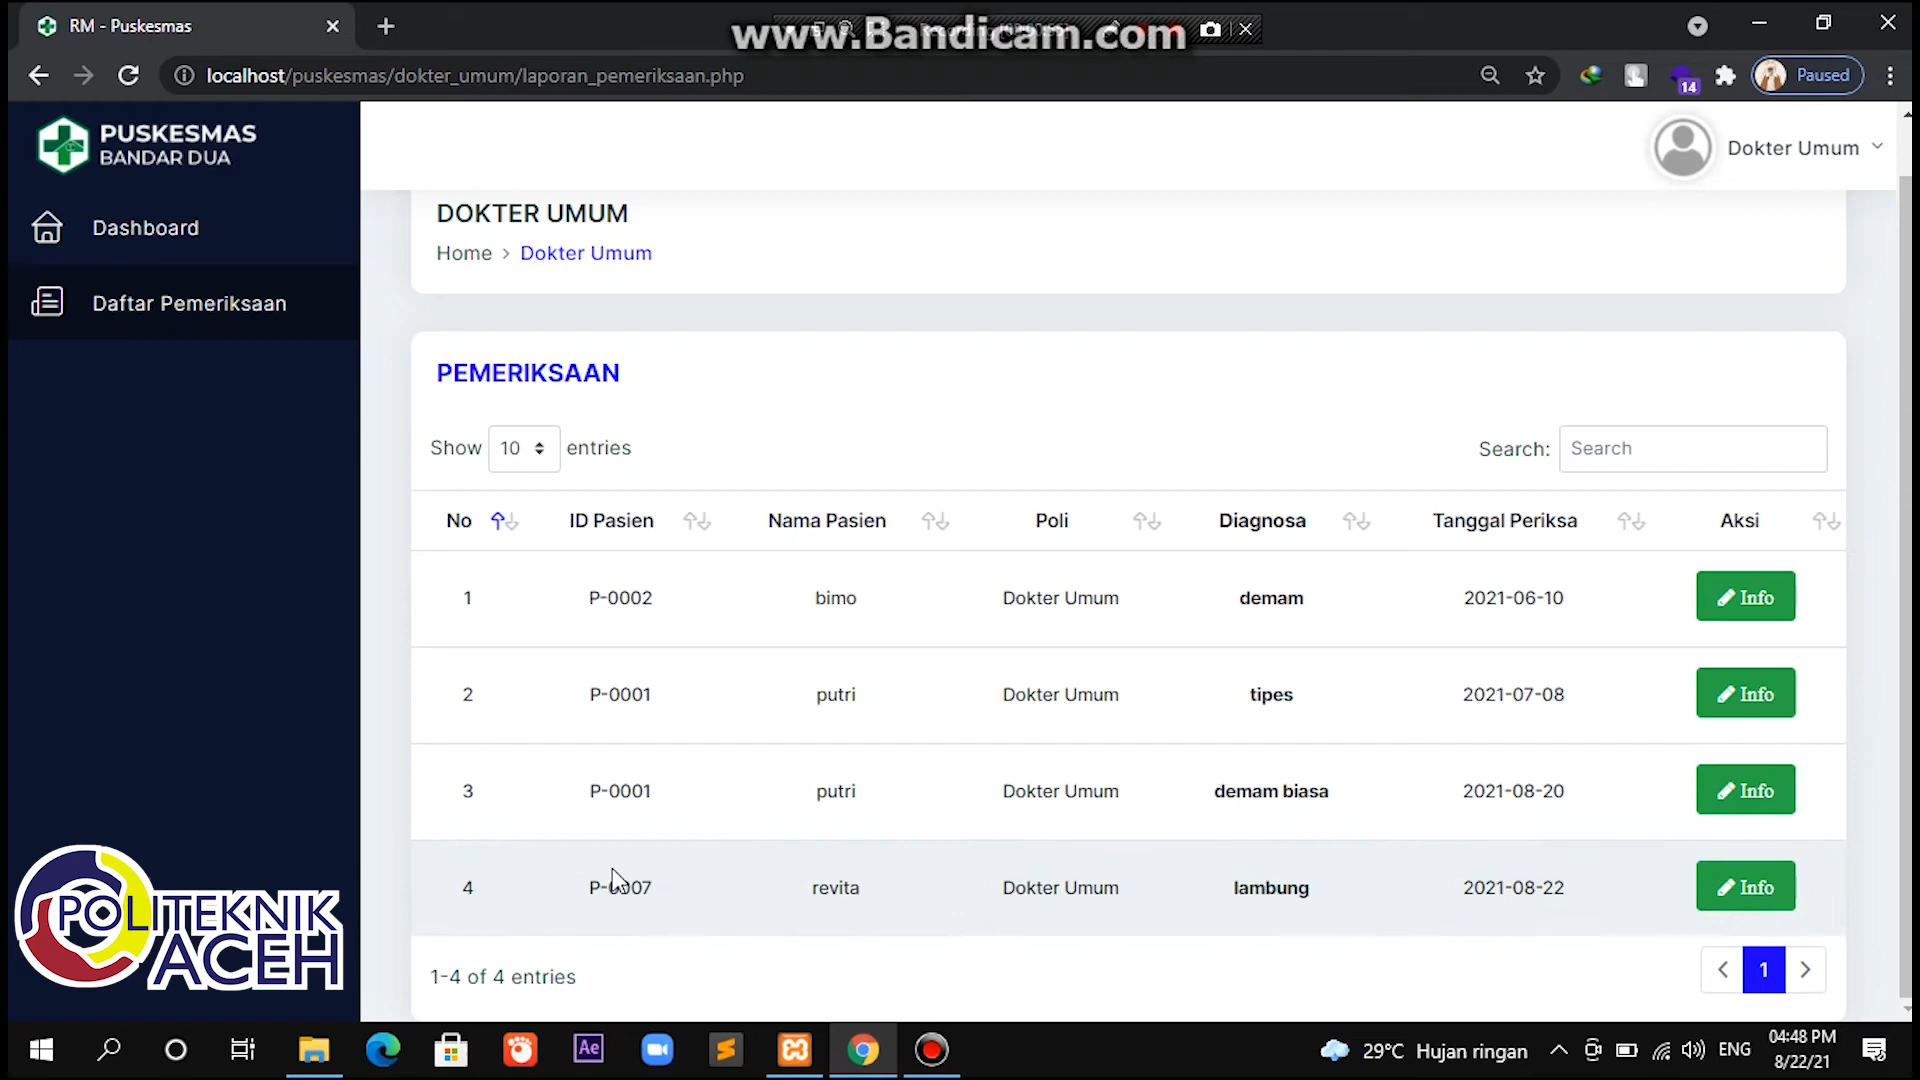 RM - Puskesmas
www.Bandicam.com
localhost/puskesmas/dokter_umum/laporan_pemeriksaan.php
14
Paused
PUSKESMAS
BANDAR DUA
Dokter Umum
Dashboard
Daftar Pemeriksaan
DOKTER UMUM
Home > Dokter Umum
PEMERIKSAAN
Show 10 entries
Search: Search
No ID Pasien Nama Pasien Poli Diagnosa Tanggal Periksa Aksi
1 P-0002 bimo Dokter Umum demam 2021-06-10 Info
2 P-0001 putri Dokter Umum tipes 2021-07-08 Info
3 P-0001 putri Dokter Umum demam biasa 2021-08-20 Info
4 P-0007 revita Dokter Umum lambung 2021-08-22 Info
1-4 of 4 entries
1
POLITEKNIK
ACEH
Ae
29°C Hujan ringan
ENG
04:48 PM
8/22/21